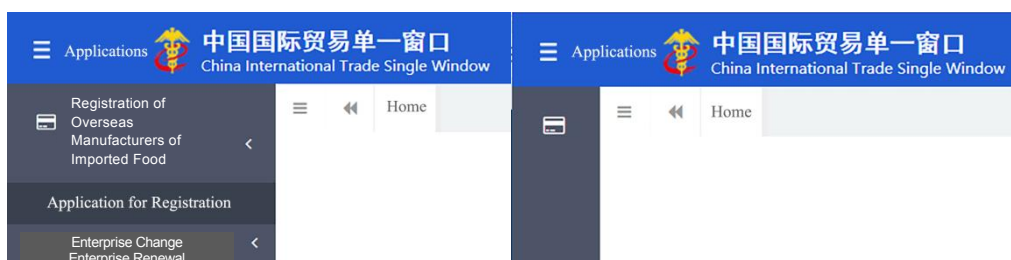 Applications
中国国际贸易单一窗口
China International Trade Single Window
Registration of
Overseas
Manufacturers of
Imported Food
Home
Application for Registration
Enterprise Change
Enterprise Renewal
Applications
中国国际贸易单一窗口
China International Trade Single Window
Home